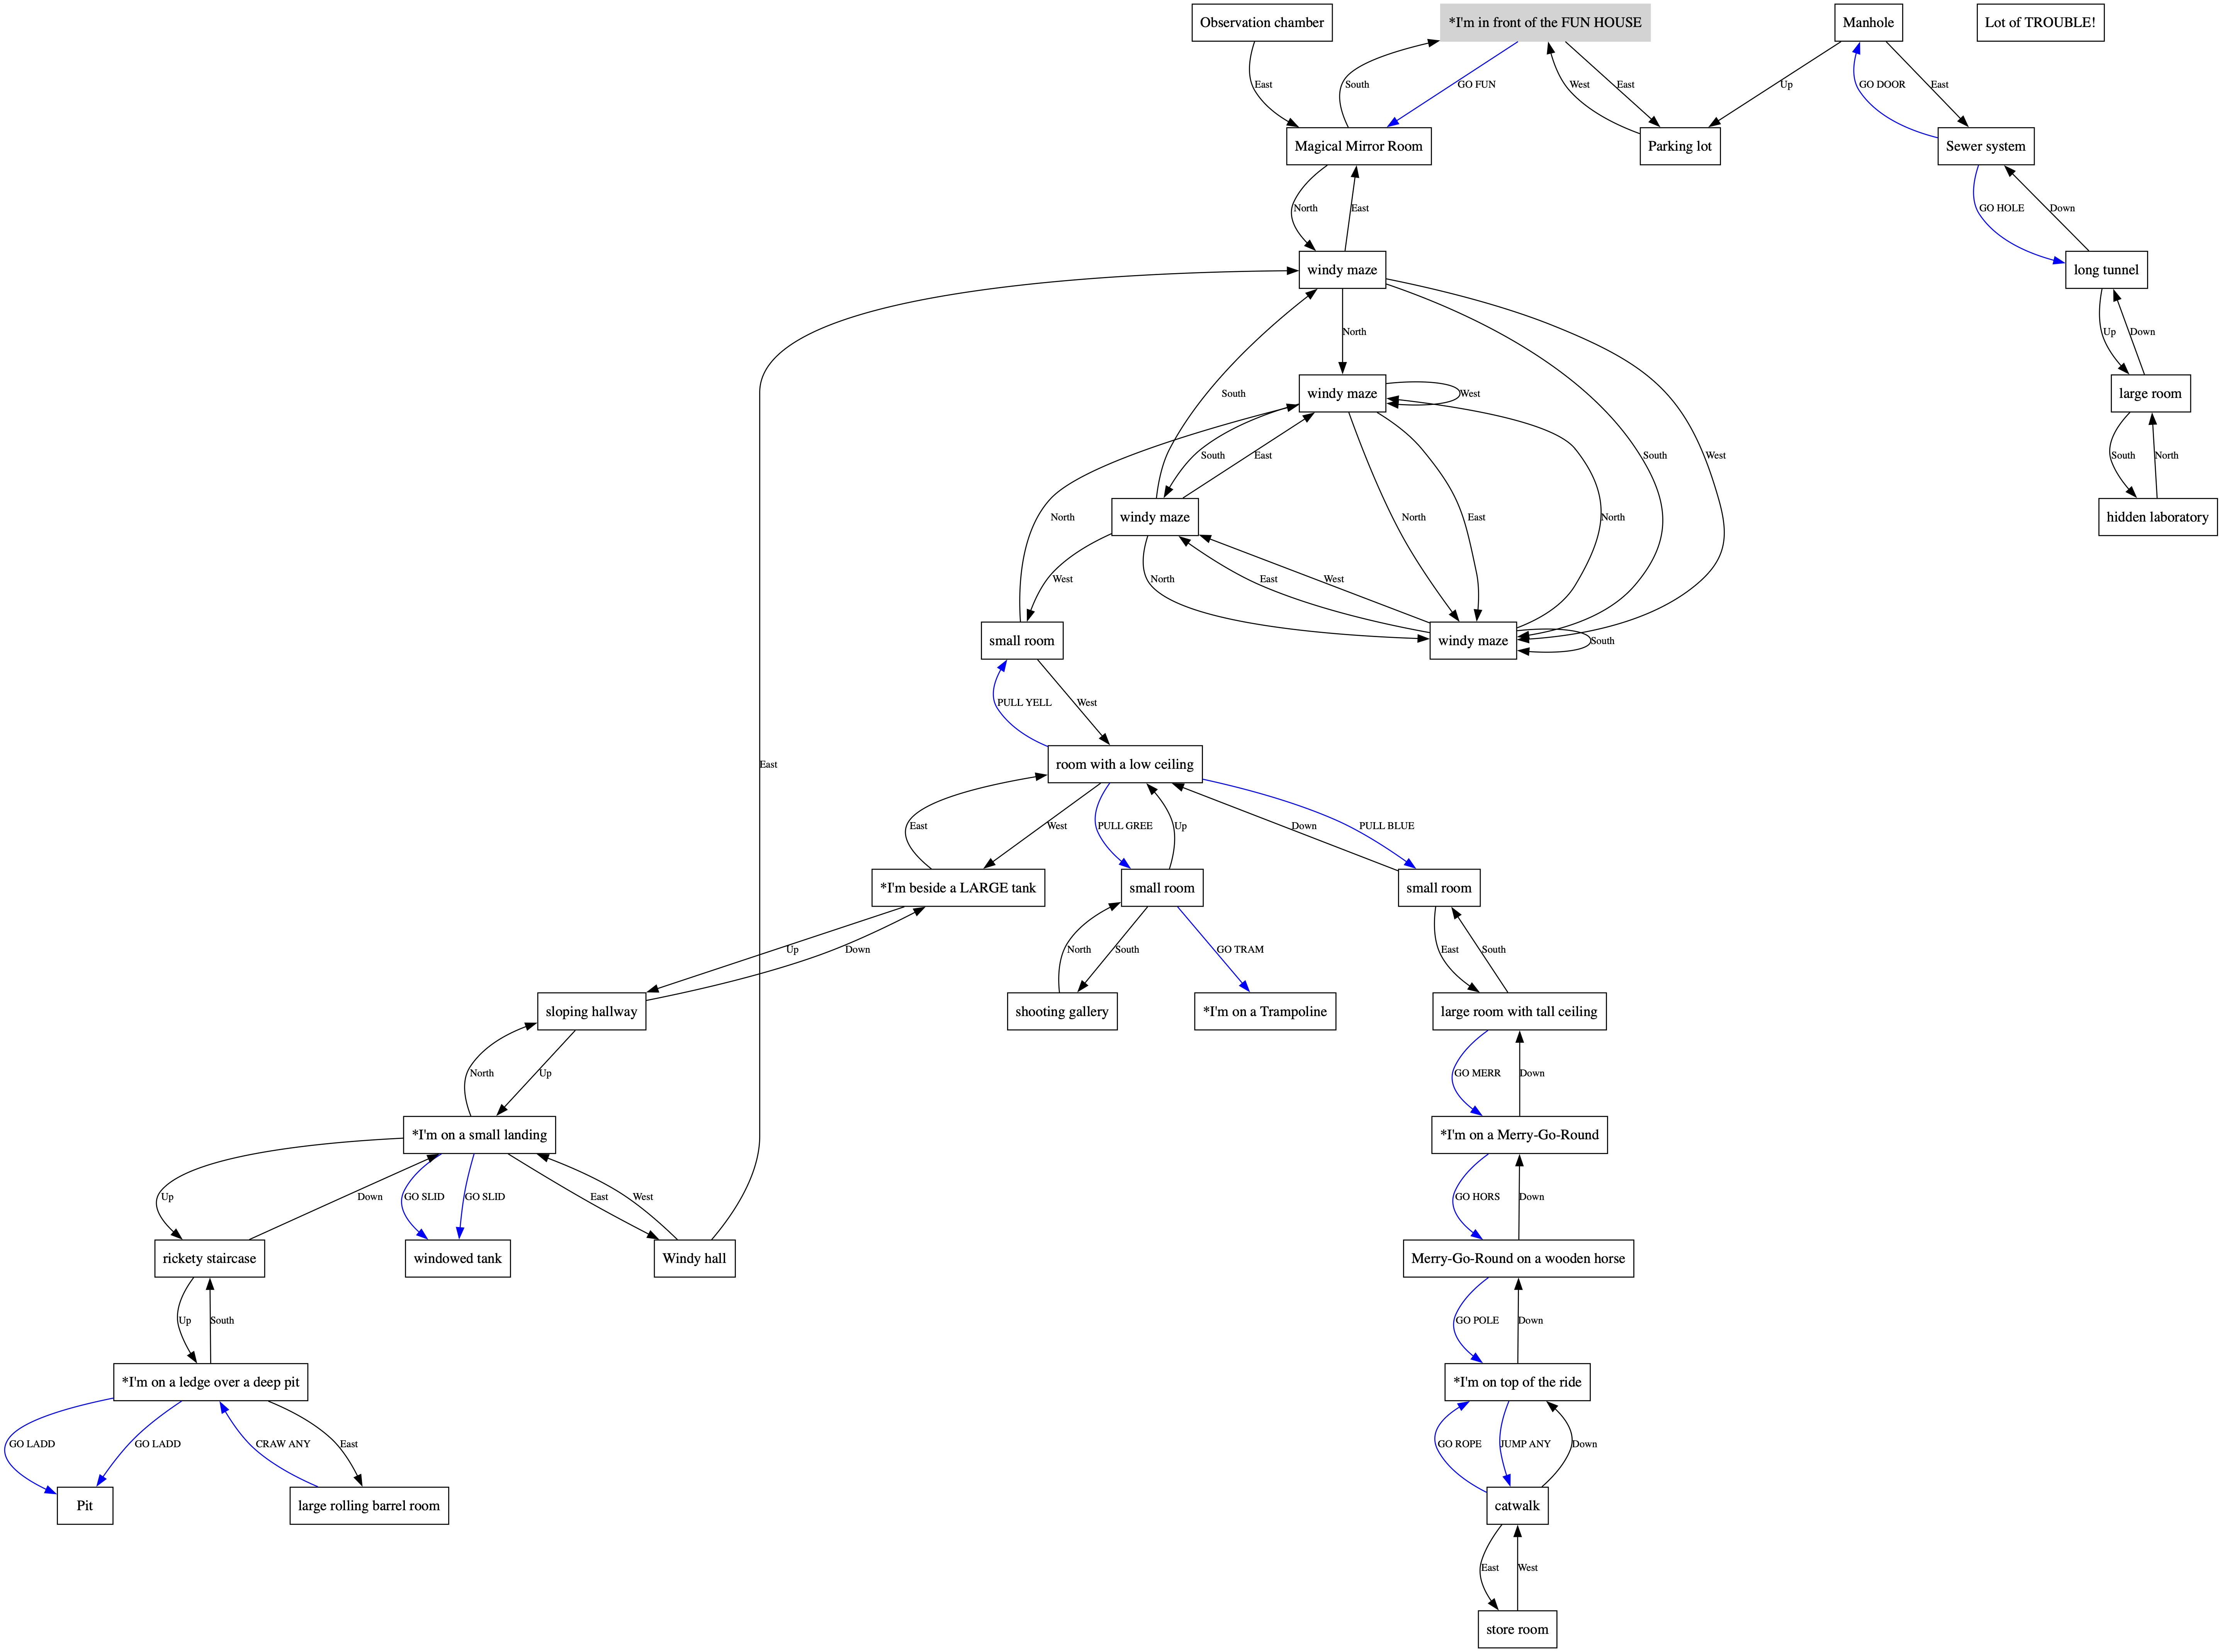 Observation chamber
*I'm in front of the FUN HOUSE
Manhole
Lot of TROUBLE!
East
South
GO FUN
West
East
Up
GO DOOR
East
Magical Mirror Room
Parking lot
Sewer system
North
East
GO HOLE
Down
windy maze
long tunnel
North
Up
Down
South
windy maze
West
large room
South
East
South
West
South
North
windy maze
hidden laboratory
North
North
East
North
West
North
East
West
small room
windy maze
South
PULL YELL
West
room with a low ceiling
East
East
West
PULL GREE
Up
Down
PULL BLUE
*I'm beside a LARGE tank
small room
small room
Up
Down
North
South
GO TRAM
East
South
sloping hallway
shooting gallery
*I'm on a Trampoline
large room with tall ceiling
North
Up
GO MERR
Down
*I'm on a small landing
*I'm on a Merry-Go-Round
Up
Down
GO SLID
GO SLID
East
West
GO HORS
Down
rickety staircase
windowed tank
Windy hall
Merry-Go-Round on a wooden horse
Up
South
GO POLE
Down
*I'm on a ledge over a deep pit
*I'm on top of the ride
GO LADD
GO LADD
CRAW ANY
East
GO ROPE
JUMP ANY
Down
Pit
large rolling barrel room
catwalk
East
West
store room